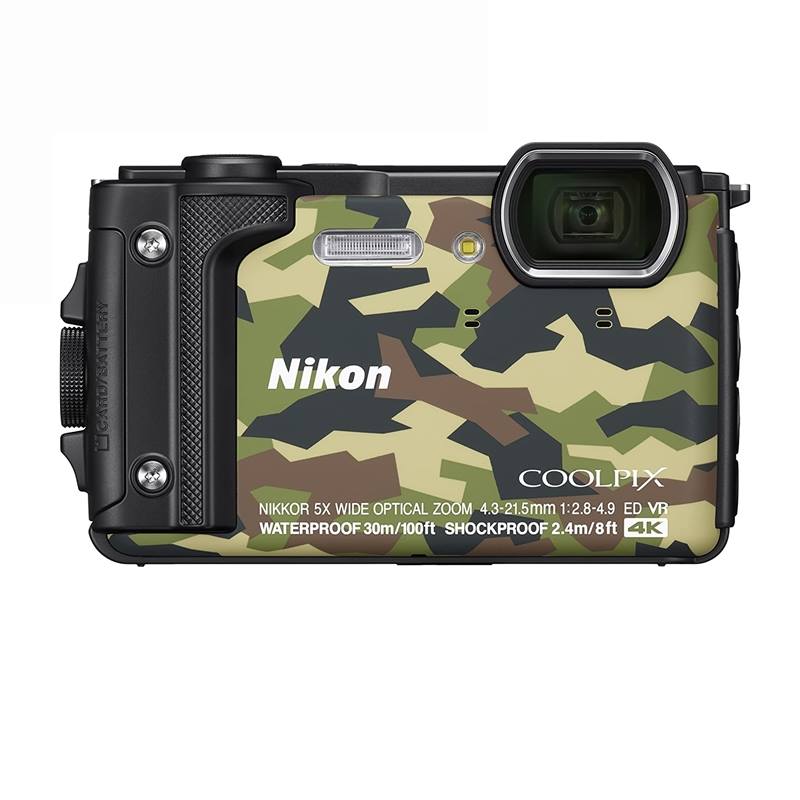 CARD/BATTERY
Nikon
COOLPIX
NIKKOR 5X WIDE OPTICAL ZOOM 4.3-21.5mm 1:2.8-4.9 ED VR
WATERPROOF 30m/100ft SHOCKPROOF 2.4m/8ft 4K